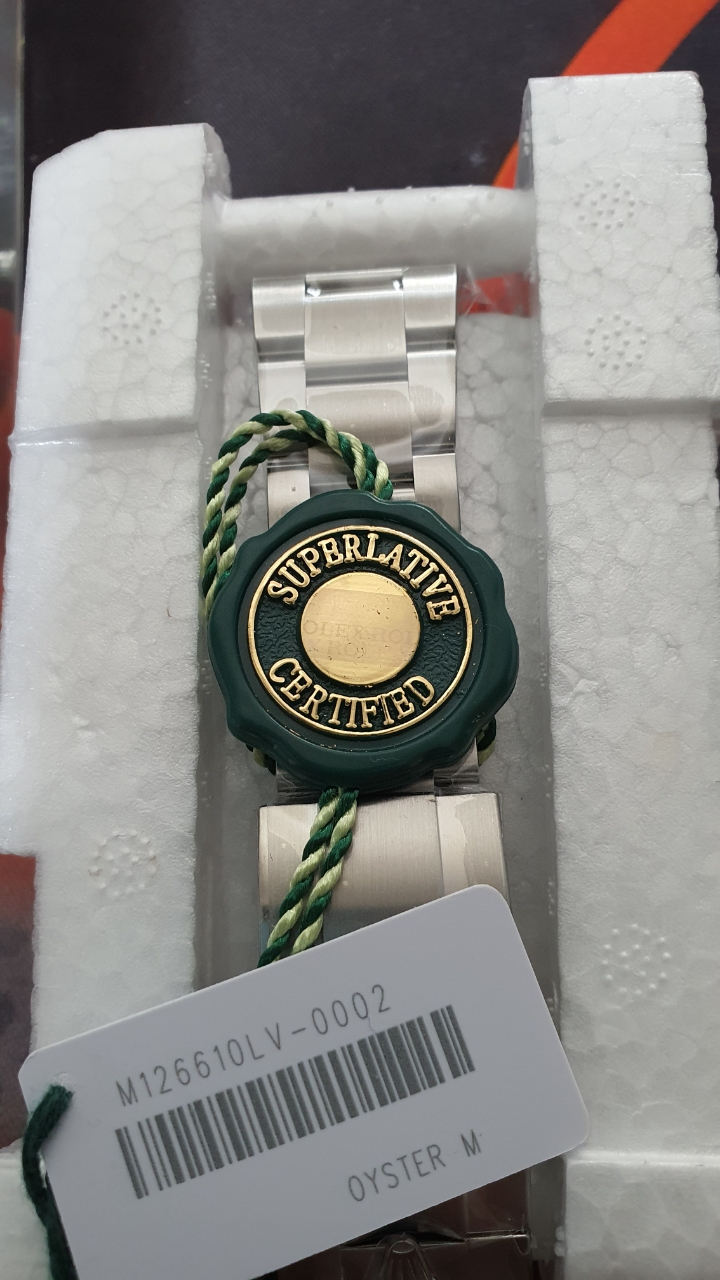 SUPERLATIVE
CERTIFIED
M126610LV-0002
OYSTER M